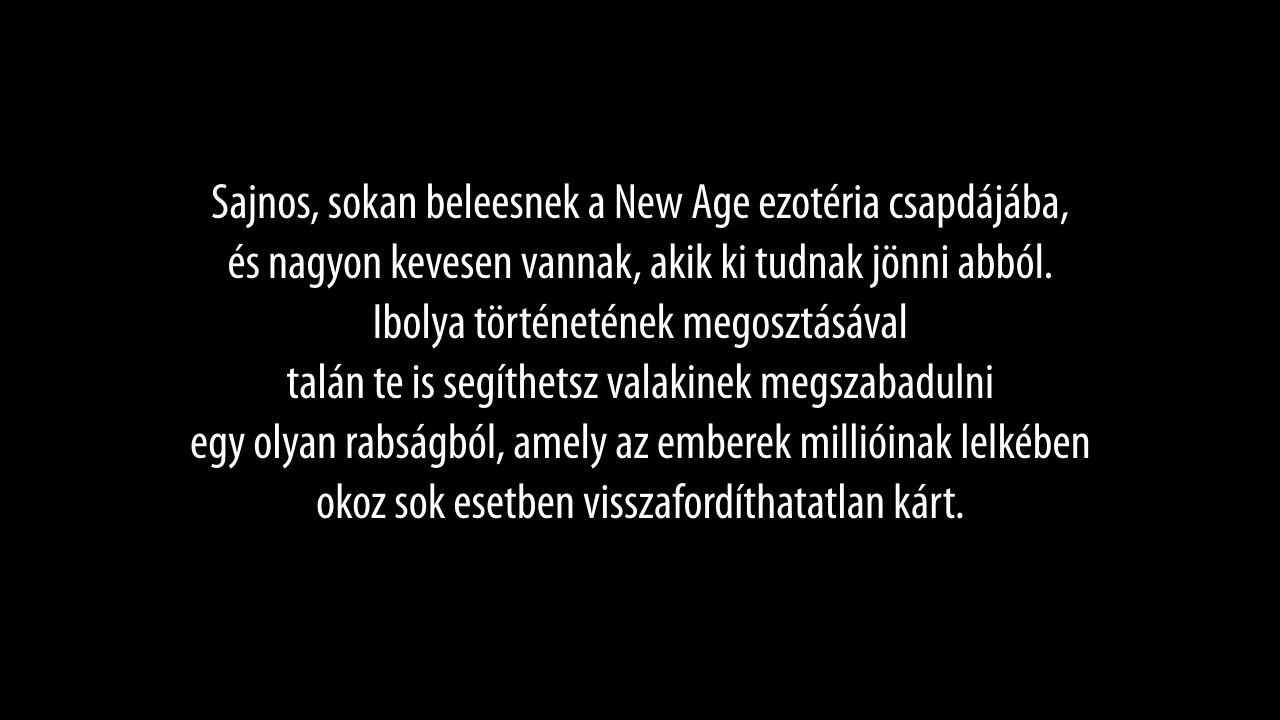 Sajnos, sokan beleesnek a New Age ezotéria csapdájába,
és nagyon kevesen vannak, akik ki tudnak jönni abból.
Ibolya történetének megosztásával
talán te is segíthetsz valakinek megszabadulni
egy olyan rabságból, amely az emberek millióinak lelkében
okoz sok esetben visszafordíthatatlan kárt.